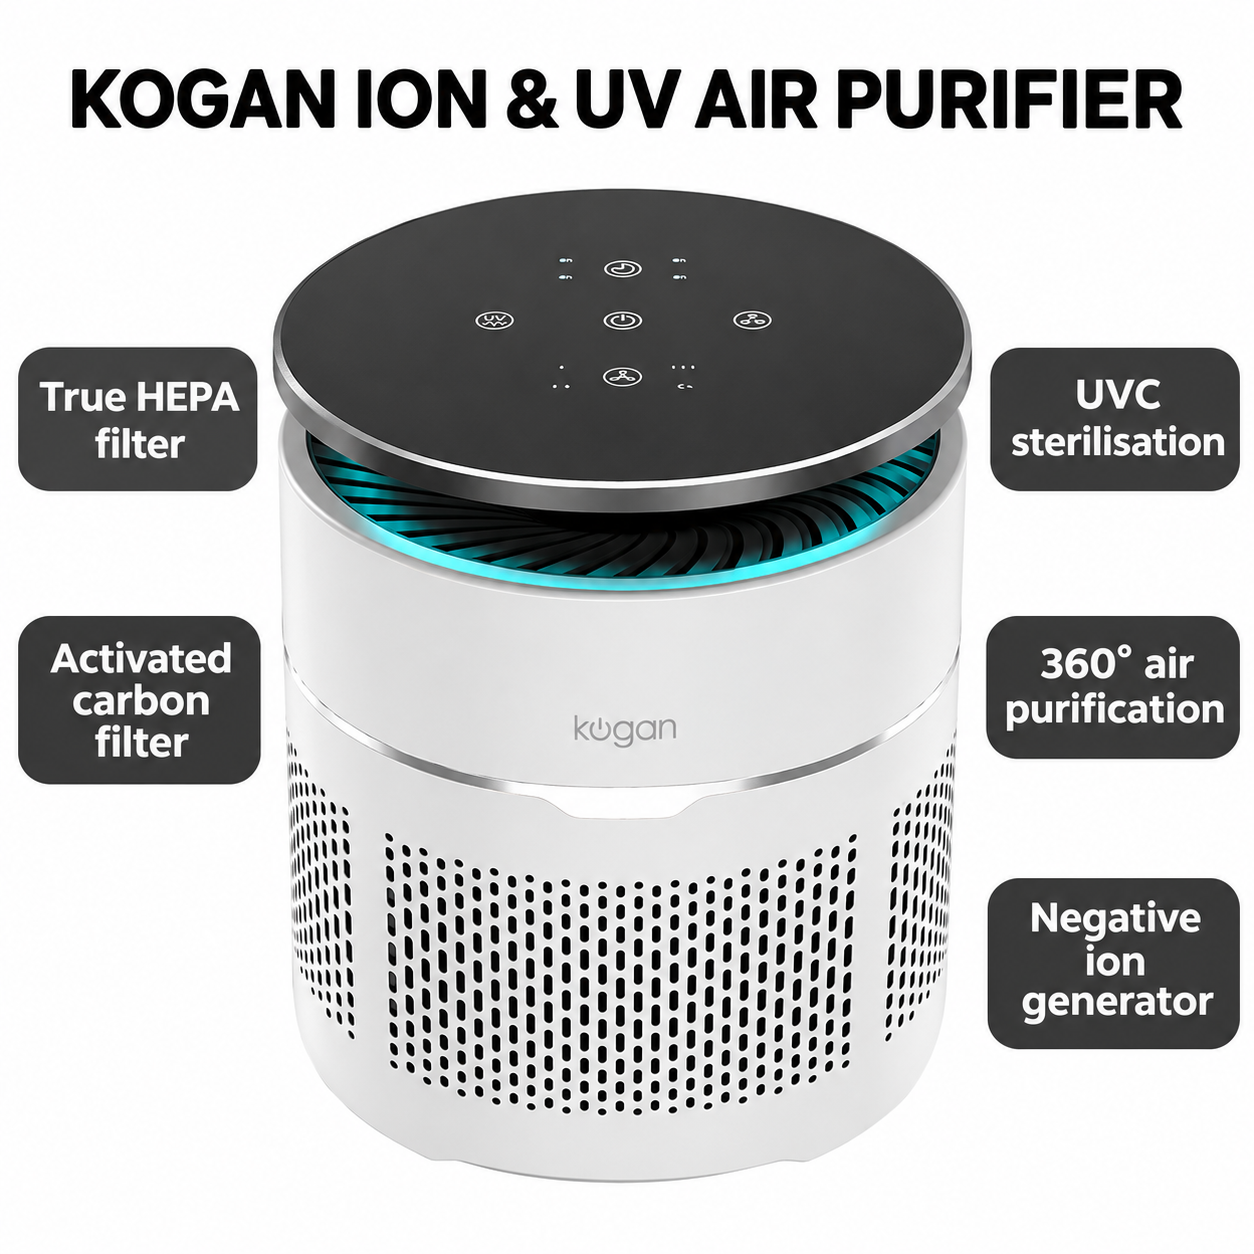 KOGAN ION & UV AIR PURIFIER
True HEPA
filter
Activated
carbon
filter
UV
kogan
UVC
sterilisation
360° air
purification
Negative
ion
generator